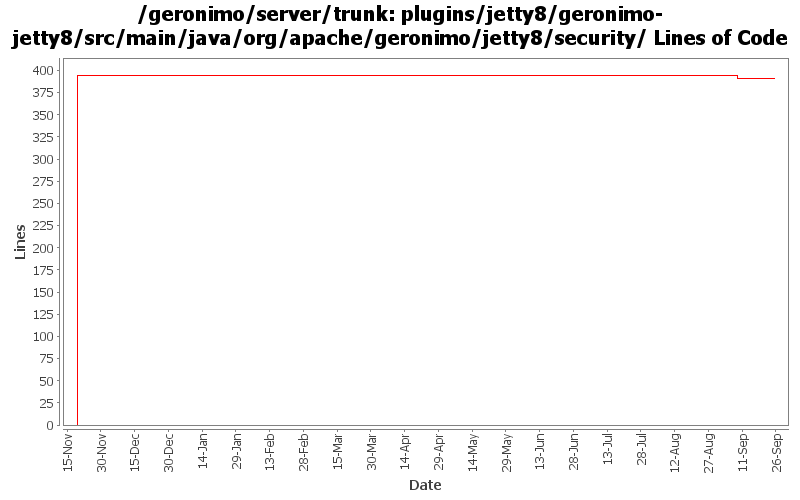 /geronimo/server/trunk: plugins/jetty8/geronimo-
jetty8/src/main/java/org/apache/geronimo/jetty8/security/ Lines of Code
400
375
350
325
300
275
250
225
200
175
150
125
100
75
50
25
0
Lines
15-Nov
30-Nov
15-Dec
30-Dec
14-Jan
29-Jan
13-Feb
28-Feb
15-Mar
30-Mar
14-Apr
29-Apr
14-May
29-May
13-Jun
28-Jun
13-Jul
28-Jul
12-Aug
27-Aug
11-Sep
26-Sep
Date